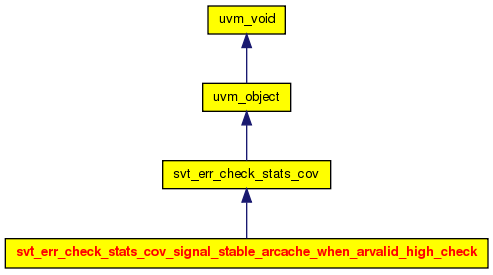 uvm_void
uvm_object
svt_err_check_stats_cov
svt_err_check_stats_cov_signal_stable_arcache_when_arvalid_high_check